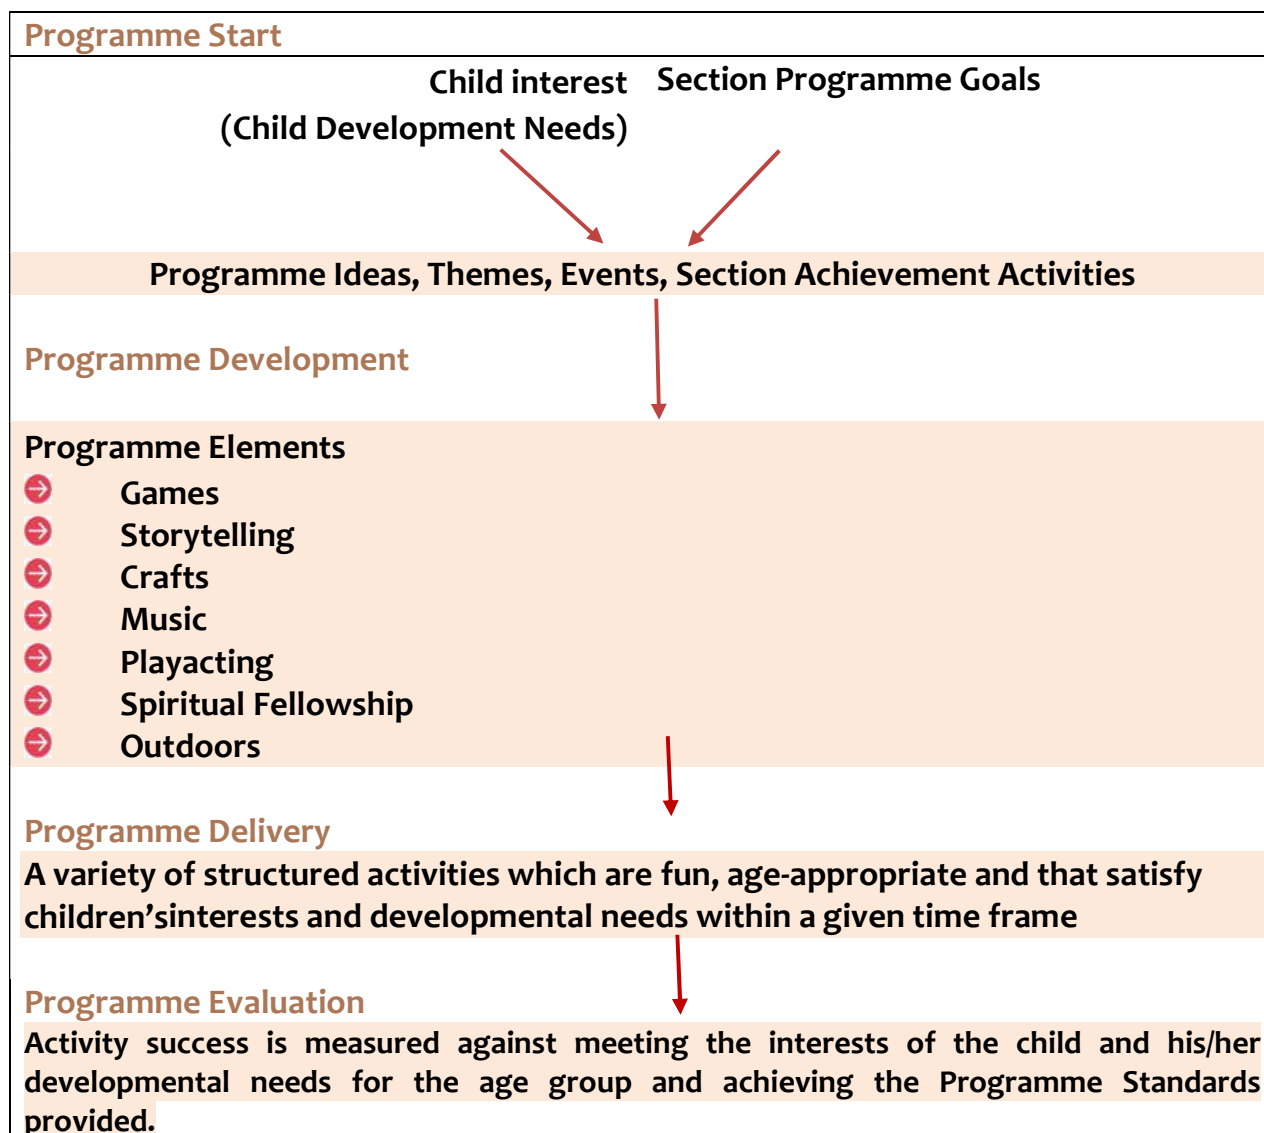 Programme Start
Child interest
Section Programme Goals
(Child Development Needs)
Programme Ideas, Themes, Events, Section Achievement Activities
Programme Development
Programme Elements
Games
Storytelling
Crafts
Music
Playacting
Spiritual Fellowship
Outdoors
Programme Delivery
A variety of structured activities which are fun, age-appropriate and that satisfy
children'sinterests and developmental needs within a given time frame
Programme Evaluation
Activity success is measured against meeting the interests of the child and his/her
developmental needs for the age group and achieving the Programme Standards
provided.